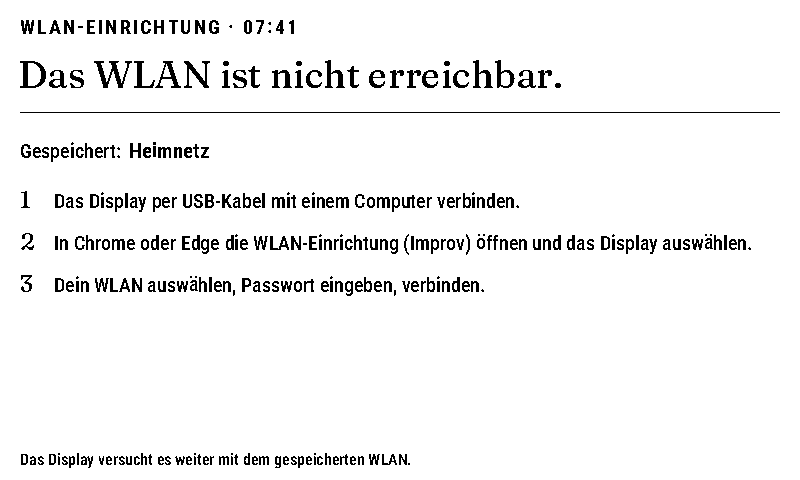 WLAN-EINRICHTUNG · 07:41
Das WLAN ist nicht erreichbar.
Gespeichert: Heimnetz
1 Das Display per USB-Kabel mit einem Computer verbinden.
2 In Chrome oder Edge die WLAN-Einrichtung (Improv) öffnen und das Display auswählen.
3 Dein WLAN auswählen, Passwort eingeben, verbinden.
Das Display versucht es weiter mit dem gespeicherten WLAN.